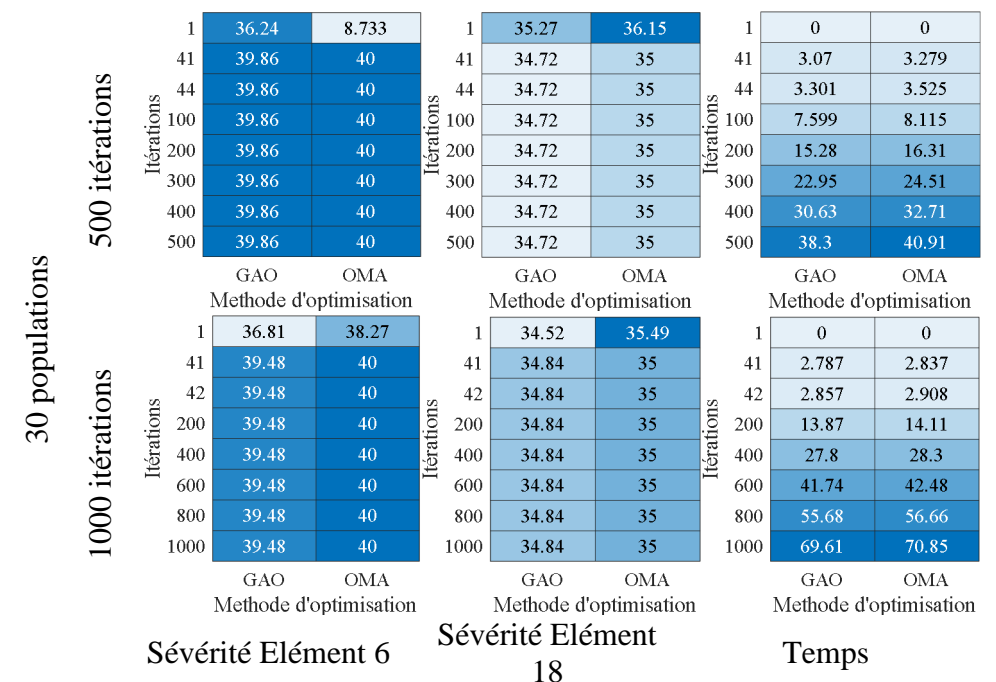 30 populations
500 itérations
Itérations
1 36.24 8.733
41 39.86 40
44 39.86 40
100 39.86 40
200 39.86 40
300 39.86 40
400 39.86 40
500 39.86 40
GAO OMA
Methode d'optimisation
Itérations
1 35.27 36.15
41 34.72 35
44 34.72 35
100 34.72 35
200 34.72 35
300 34.72 35
400 34.72 35
500 34.72 35
GAO OMA
Methode d'optimisation
Itérations
1 0 0
41 3.07 3.279
44 3.301 3.525
100 7.599 8.115
200 15.28 16.31
300 22.95 24.51
400 30.63 32.71
500 38.3 40.91
GAO OMA
Methode d'optimisation
1000 itérations
Itérations
1 36.81 38.27
41 39.48 40
42 39.48 40
200 39.48 40
400 39.48 40
600 39.48 40
800 39.48 40
1000 39.48 40
GAO OMA
Methode d'optimisation
Itérations
1 34.52 35.49
41 34.84 35
42 34.84 35
200 34.84 35
400 34.84 35
600 34.84 35
800 34.84 35
1000 34.84 35
GAO OMA
Methode d'optimisation
Itérations
1 0 0
41 2.787 2.837
42 2.857 2.908
200 13.87 14.11
400 27.8 28.3
600 41.74 42.48
800 55.68 56.66
1000 69.61 70.85
GAO OMA
Methode d'optimisation
Sévérité Elément 6
Sévérité Elément
18
Temps